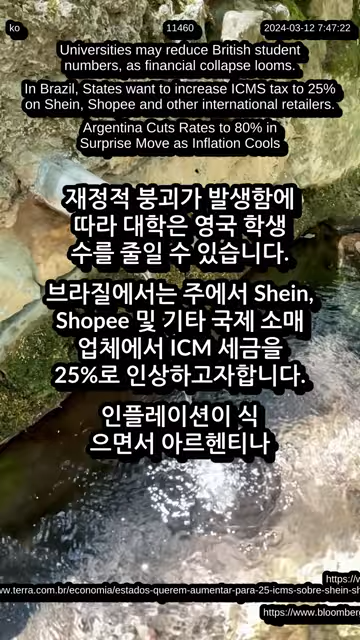 ko
11460
2024-03-12 7:47:22
Universities may reduce British student
numbers, as financial collapse looms.
In Brazil, States want to increase ICMS tax to 25%
on Shein, Shopee and other international retailers.
Argentina Cuts Rates to 80% in
Surprise Move as Inflation Cools
재정적 붕괴가 발생함에
따라 대학은 영국 학생
수를 줄일 수 있습니다.
브라질에서는 주에서 Shein,
Shopee 및 기타 국제 소매
업체에서 ICM 세금을
25%로 인상하고자합니다.
인플레이션이 식
으면서 아르헨티나
https://w
ww.terra.com.br/economia/estados-querem-aumentar-para-25-icms-sobre-shein-sh
https://www.bloomber